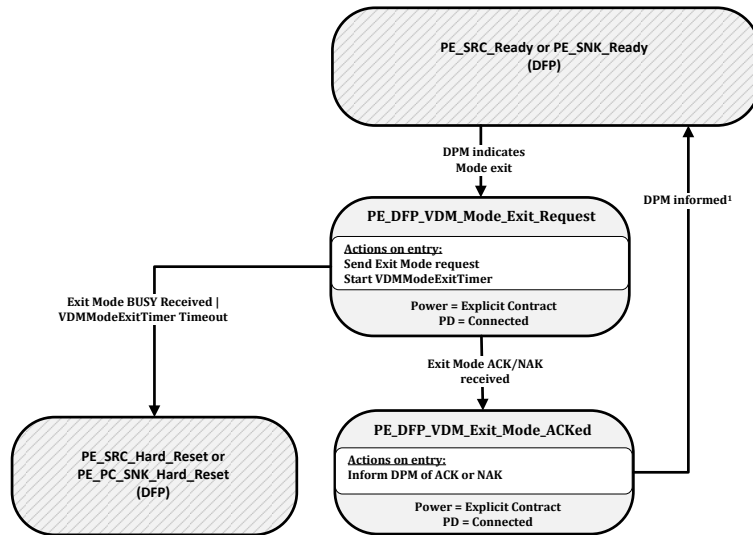 PE_SRC_Ready or PE_SNK_Ready
(DFP)
DPM indicates
Mode exit
DPM informed¹
PE_DFP_VDM_Mode_Exit_Request
Actions on entry:
Send Exit Mode request
Start VDMModeExitTimer
Power = Explicit Contract
PD = Connected
Exit Mode BUSY Received |
VDMModeExitTimer Timeout
Exit Mode ACK/NAK
received
PE_SRC_Hard_Reset or
PE_PC_SNK_Hard_Reset
(DFP)
PE_DFP_VDM_Exit_Mode_ACKed
Actions on entry:
Inform DPM of ACK or NAK
Power = Explicit Contract
PD = Connected